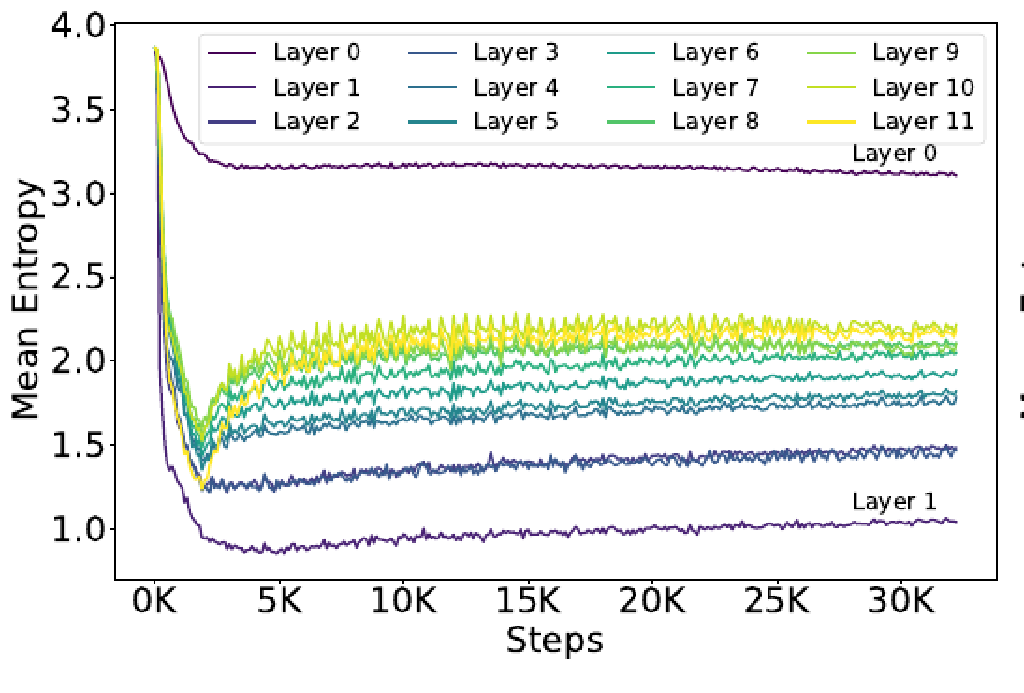 4.0
3.5
3.0
2.5
2.0
1.5
1.0
Mean Entropy
Layer 0 Layer 3 Layer 6 Layer 9
Layer 1 Layer 4 Layer 7 Layer 10
Layer 2 Layer 5 Layer 8 Layer 11
Layer 0
Layer 1
0K 5K 10K 15K 20K 25K 30K
Steps